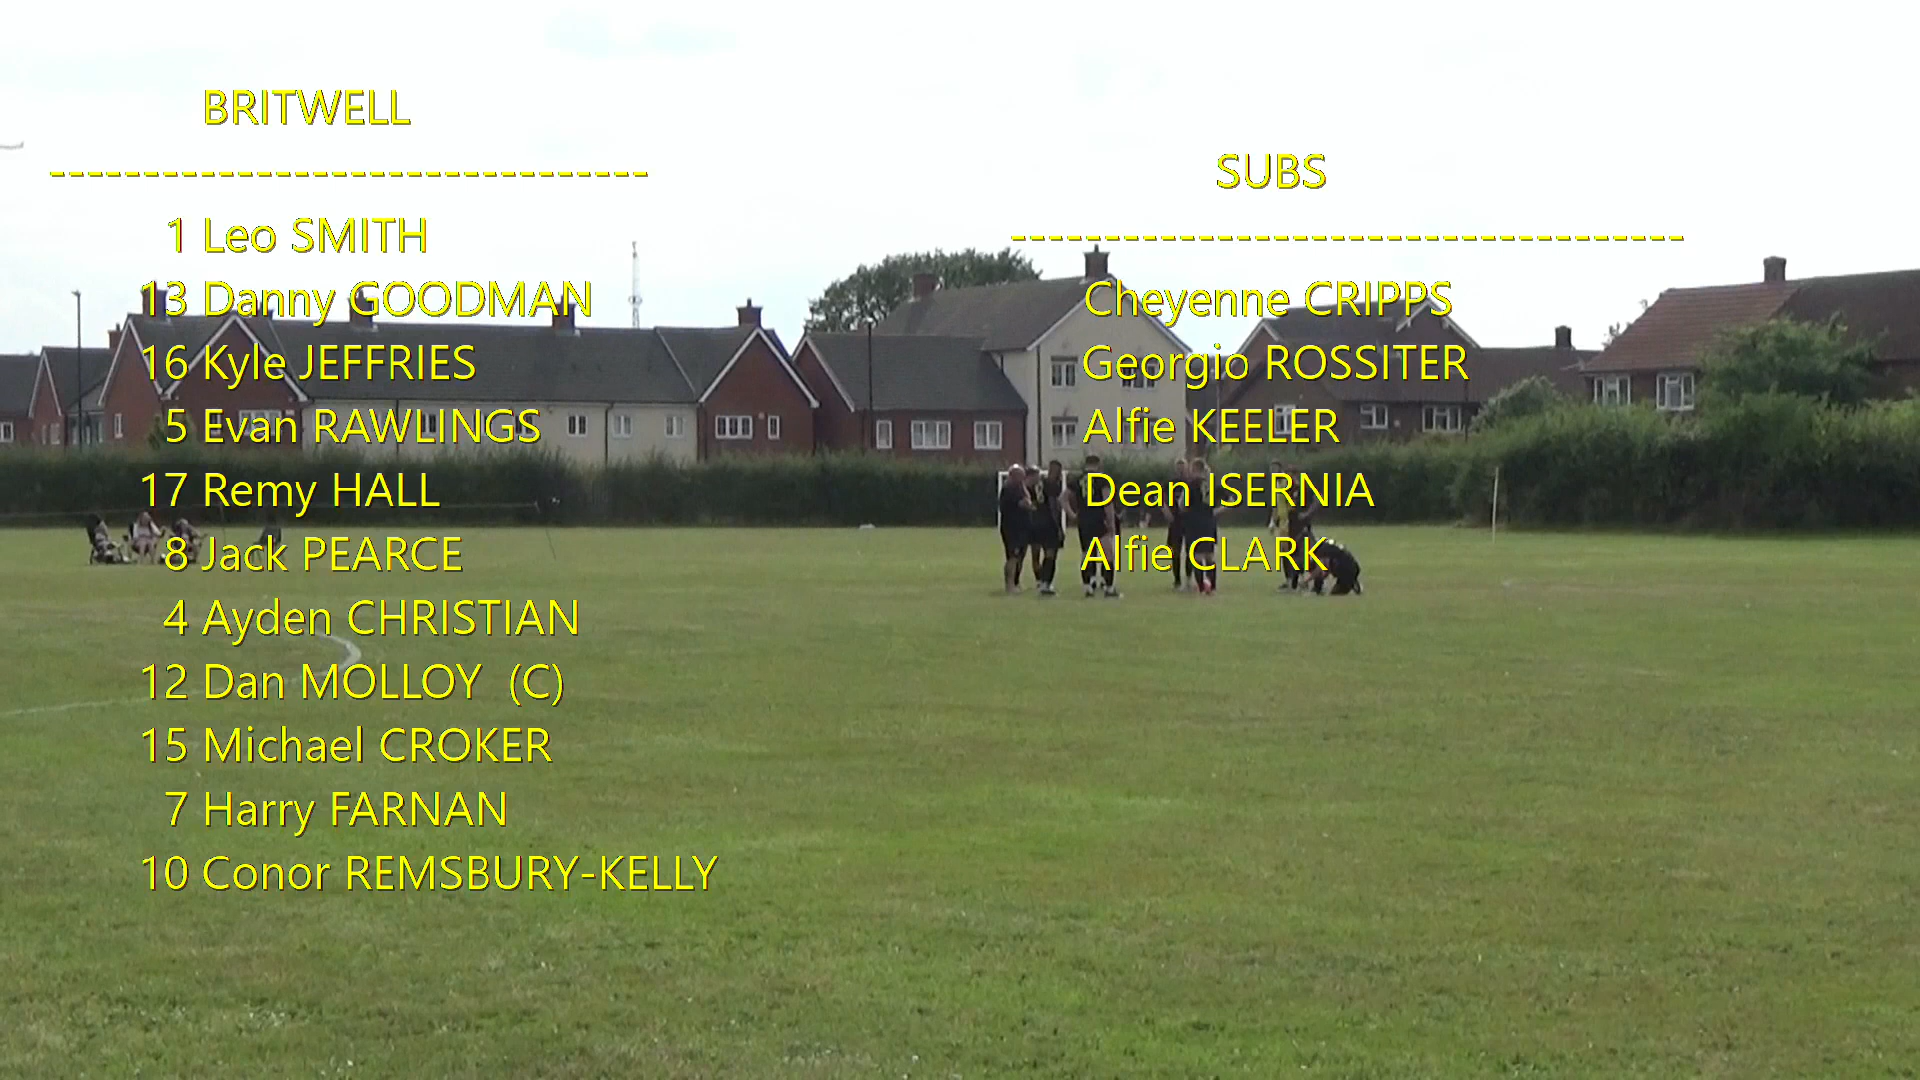 BRITWELL
--------------------------------
1 Leo SMITH
13 Danny GOODMAN
16 Kyle JEFFRIES
5 Evan RAWLINGS
17 Remy HALL
8 Jack PEARCE
4 Ayden CHRISTIAN
12 Dan MOLLOY (C)
15 Michael CROKER
7 Harry FARNAN
10 Conor REMSBURY-KELLY
SUBS
------------------------------------
Cheyenne CRIPPS
Georgio ROSSITER
Alfie KEELER
Dean ISERNIA
Alfie CLARK